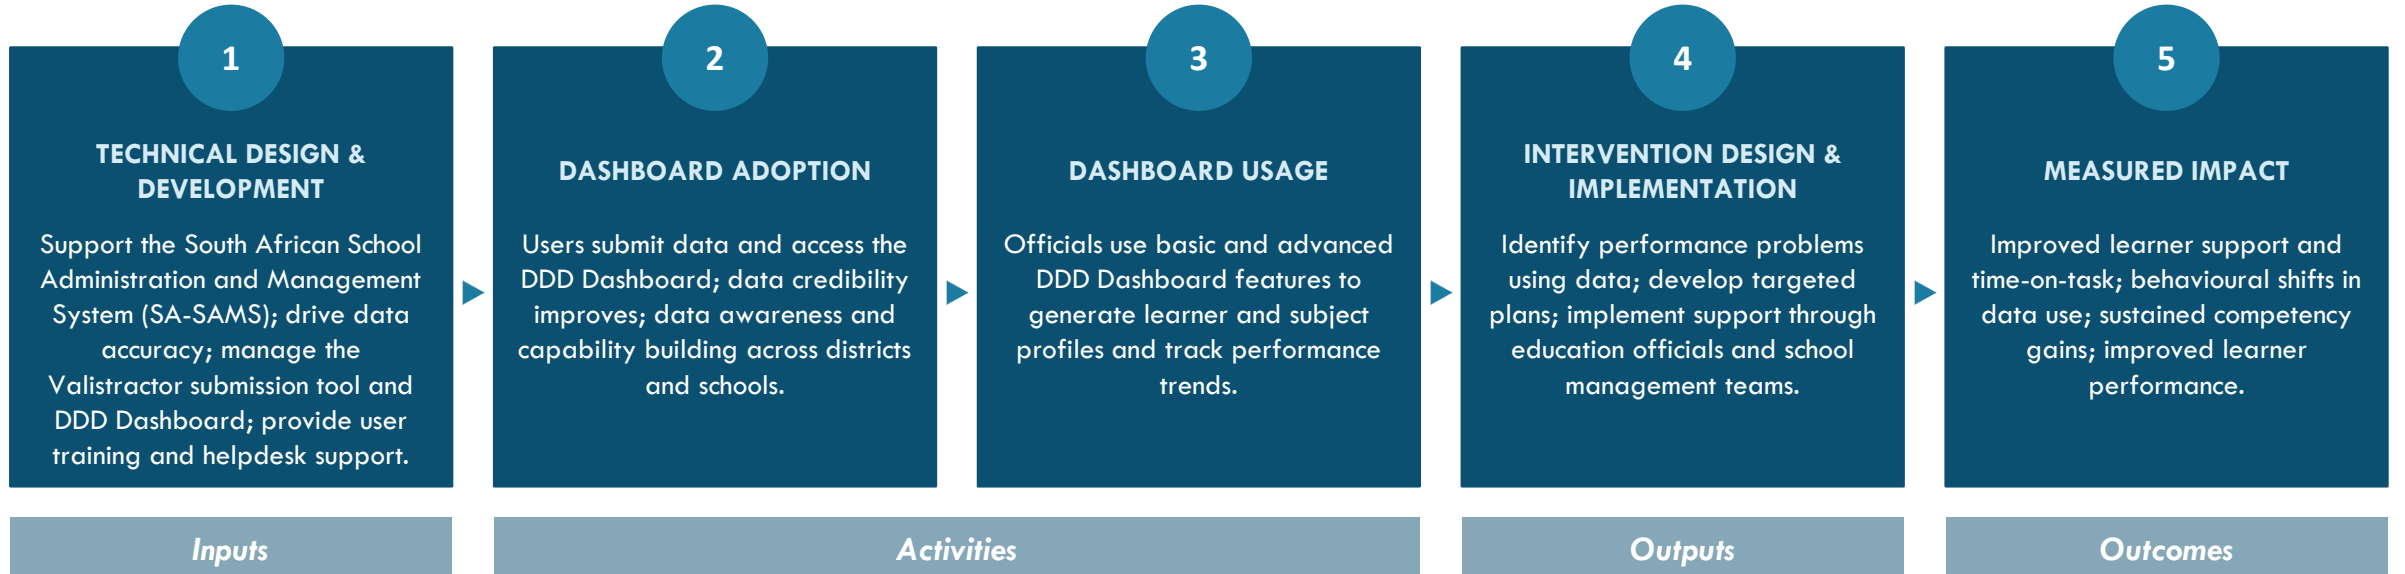 1
TECHNICAL DESIGN &
DEVELOPMENT
Support the South African School
Administration and Management
System (SA-SAMS); drive data
accuracy; manage the
Valistractor submission tool and
DDD Dashboard; provide user
training and helpdesk support.
2
DASHBOARD ADOPTION
Users submit data and access the
DDD Dashboard; data credibility
improves; data awareness and
capability building across districts
and schools.
3
DASHBOARD USAGE
Officials use basic and advanced
DDD Dashboard features to
generate learner and subject
profiles and track performance
trends.
4
INTERVENTION DESIGN &
IMPLEMENTATION
Identify performance problems
using data; develop targeted
plans; implement support through
education officials and school
management teams.
5
MEASURED IMPACT
Improved learner support and
time-on-task; behavioural shifts in
data use; sustained competency
gains; improved learner
performance.
Inputs
Activities
Outputs
Outcomes